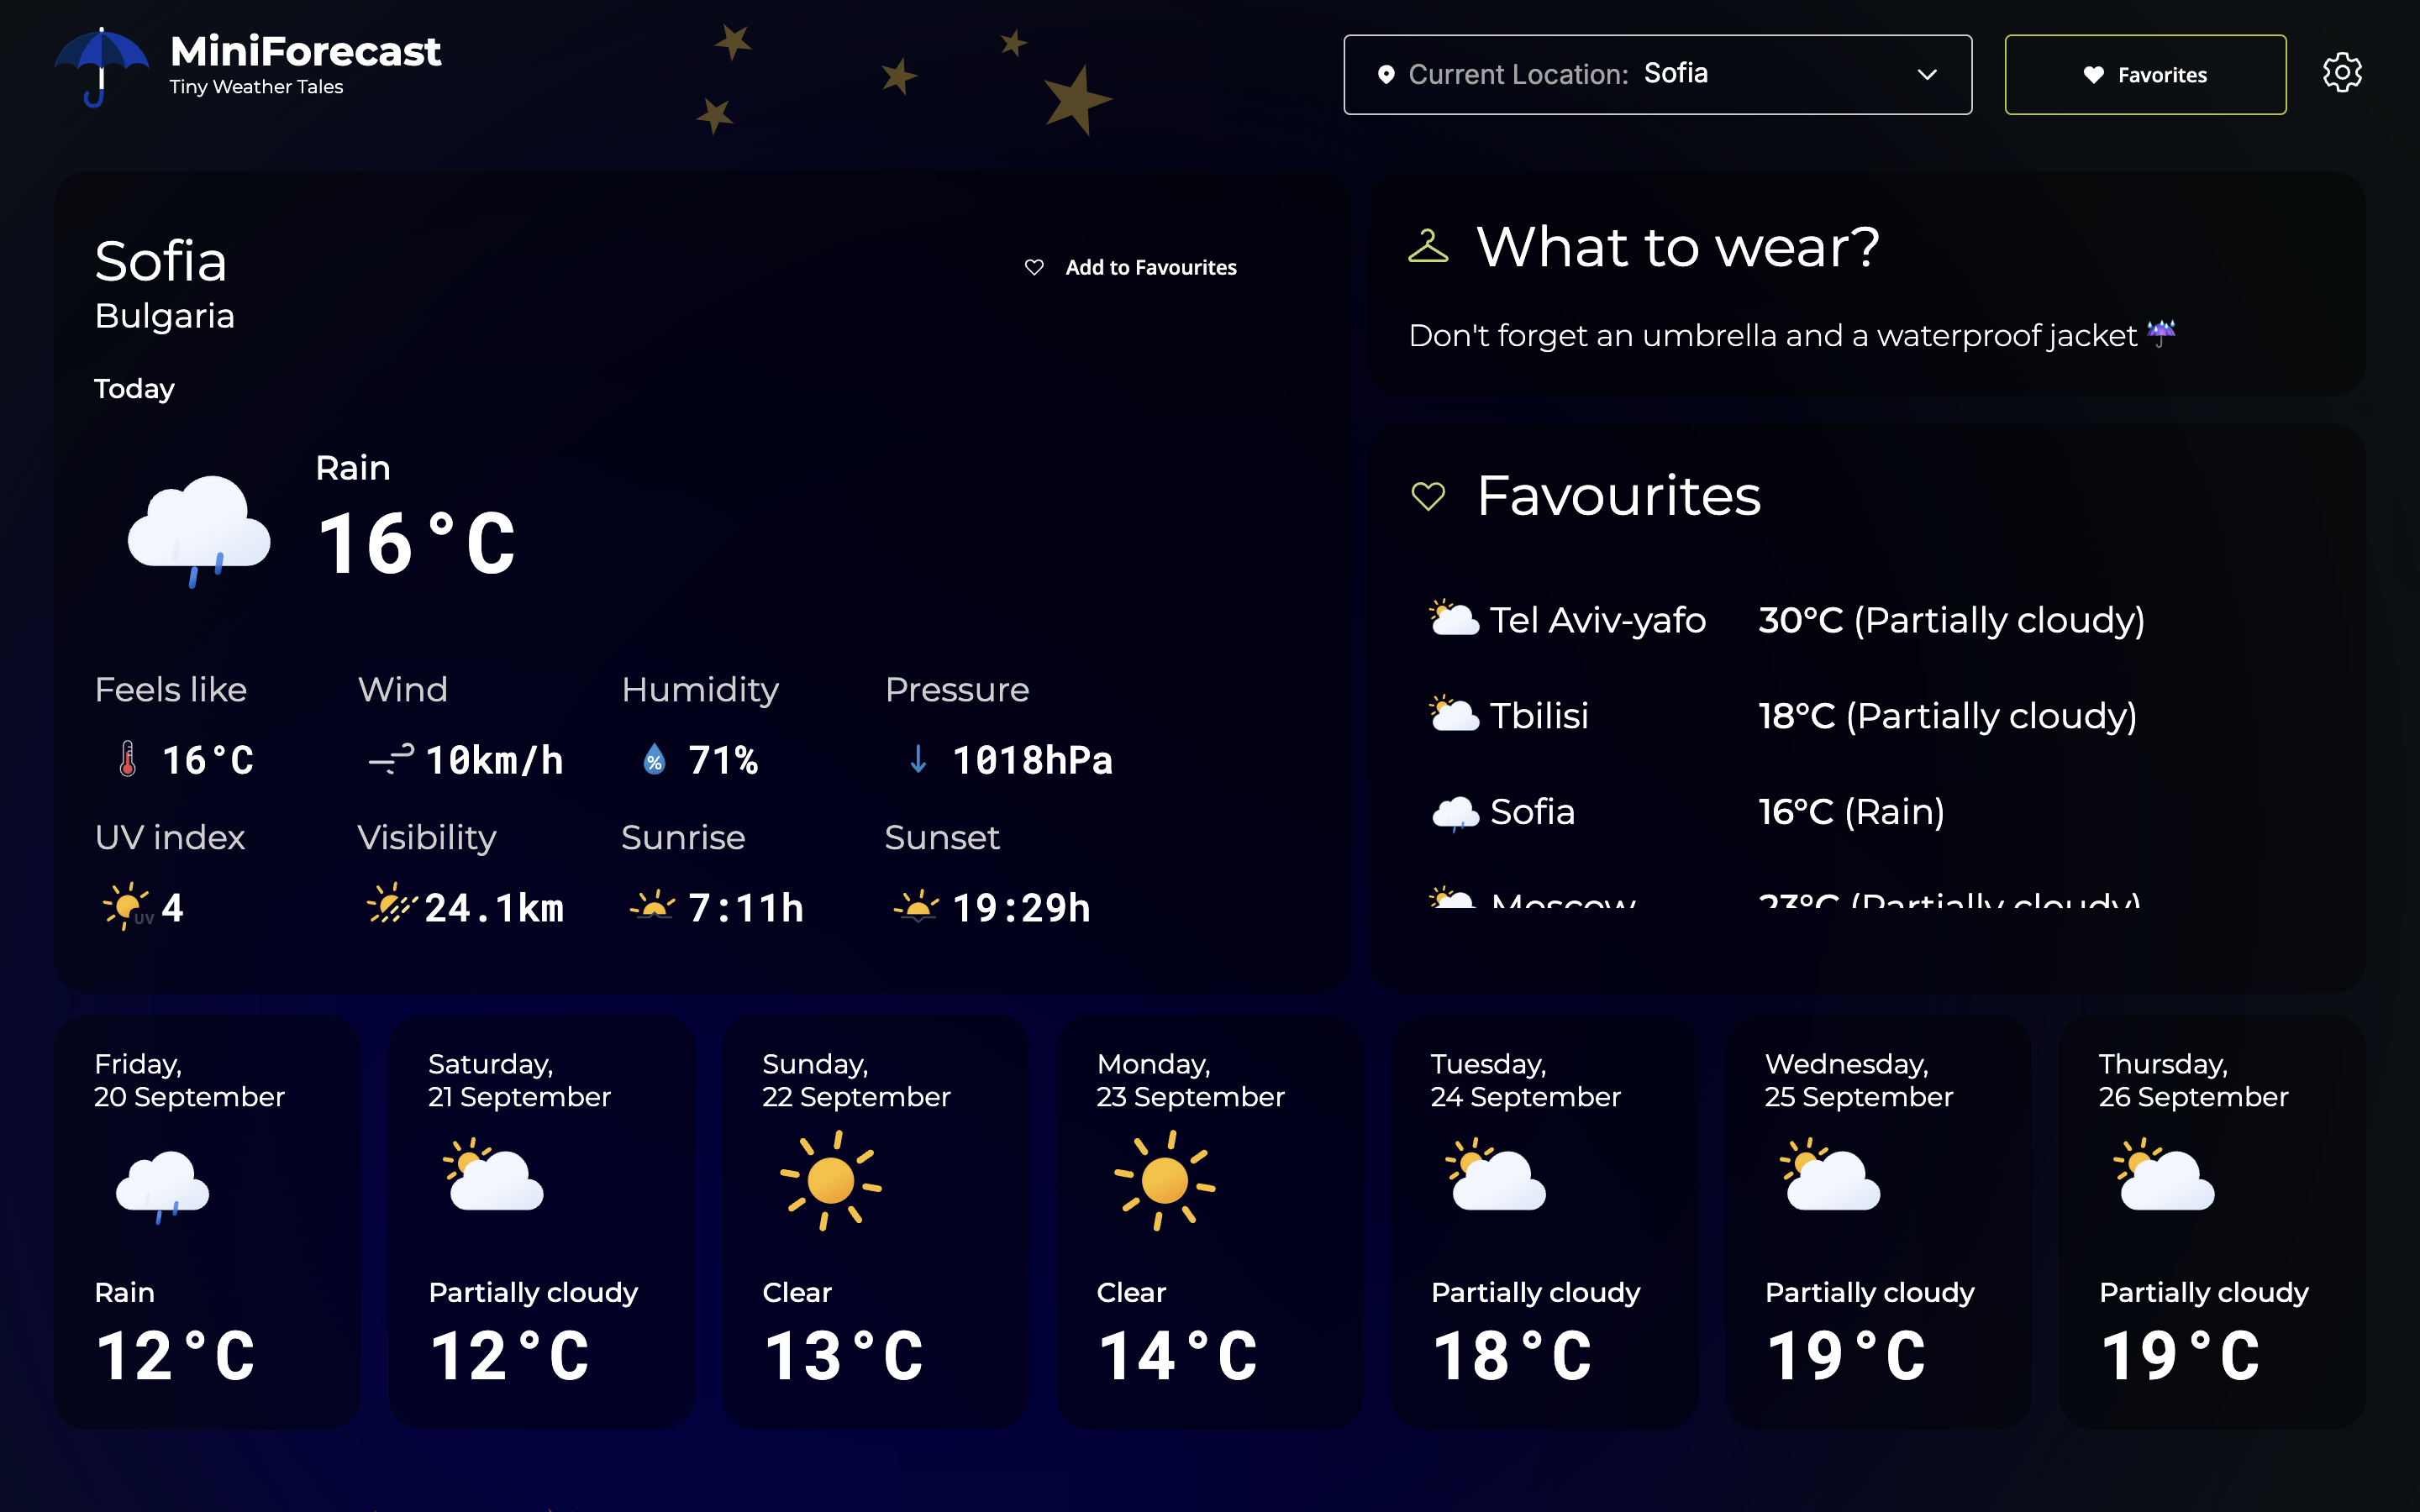 MiniForecast
Tiny Weather Tales
Current Location: Sofia
Favorites
Sofia
Bulgaria
Add to Favourites
Today
Rain
16°C
Feels like
16°C
Wind
10km/h
Humidity
71%
Pressure
1018hPa
UV index
UV 4
Visibility
24.1km
Sunrise
7:11h
Sunset
19:29h
What to wear?
Don't forget an umbrella and a waterproof jacket
Favourites
Tel Aviv-yafo 30°C (Partially cloudy)
Tbilisi 18°C (Partially cloudy)
Sofia 16°C (Rain)
Moscow 23°C (Partially cloudy)
Friday,
20 September
Rain
12°C
Saturday,
21 September
Partially cloudy
12°C
Sunday,
22 September
Clear
13°C
Monday,
23 September
Clear
14°C
Tuesday,
24 September
Partially cloudy
18°C
Wednesday,
25 September
Partially cloudy
19°C
Thursday,
26 September
Partially cloudy
19°C